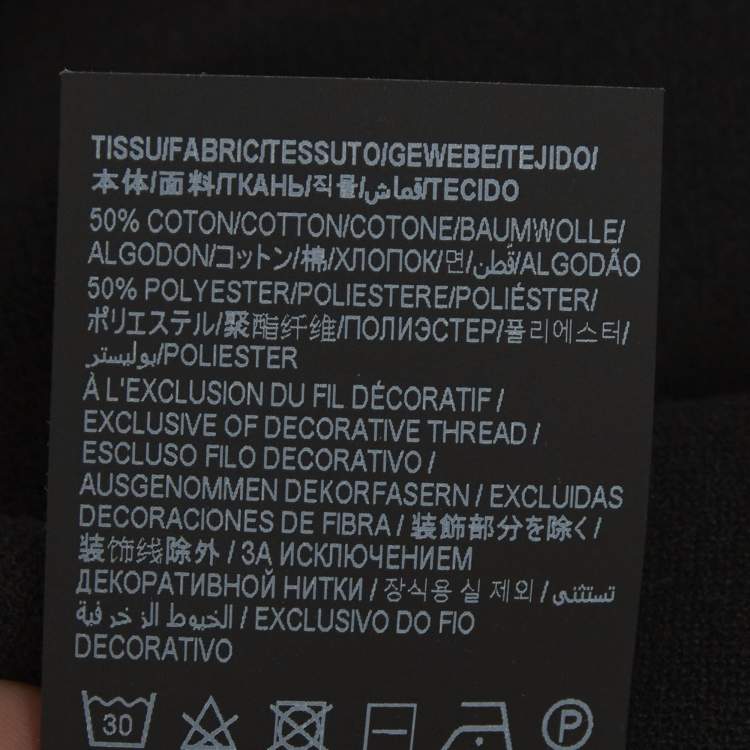 TISSU/FABRIC/TESSUTO/GEWEBE/TEJIDO/
本体/面料/ТКАНЬ/직물/قماش/TECIDO
50% COTON/COTTON/COTONE/BAUMWOLLE/
ALGODON/コットン/棉/ХЛОПОК/면/قطن/ALGODÃO
50% POLYESTER/POLIESTERE/POLIÉSTERE/
ポリエステル/聚酯纤维/ПОЛИЭСТЕР/폴리에스터/
بوليستر/POLIESTER
À L'EXCLUSION DU FIL DÉCORATIF /
EXCLUSIVE OF DECORATIVE THREAD /
ESCLUSO FILO DECORATIVO /
AUSGENOMMEN DEKORFASERN / EXCLUIDAS
DECORACIONES DE FIBRA / 装飾部分を除く/
装饰线除外 / ЗА ИСКЛЮЧЕНИЕМ
ДЕКОРАТИВНОЙ НИТКИ / 장식용 실 제외 / تستثنى
الخيوط الزخرفية / EXCLUSIVO DO FIO
DECORATIVO
30 P